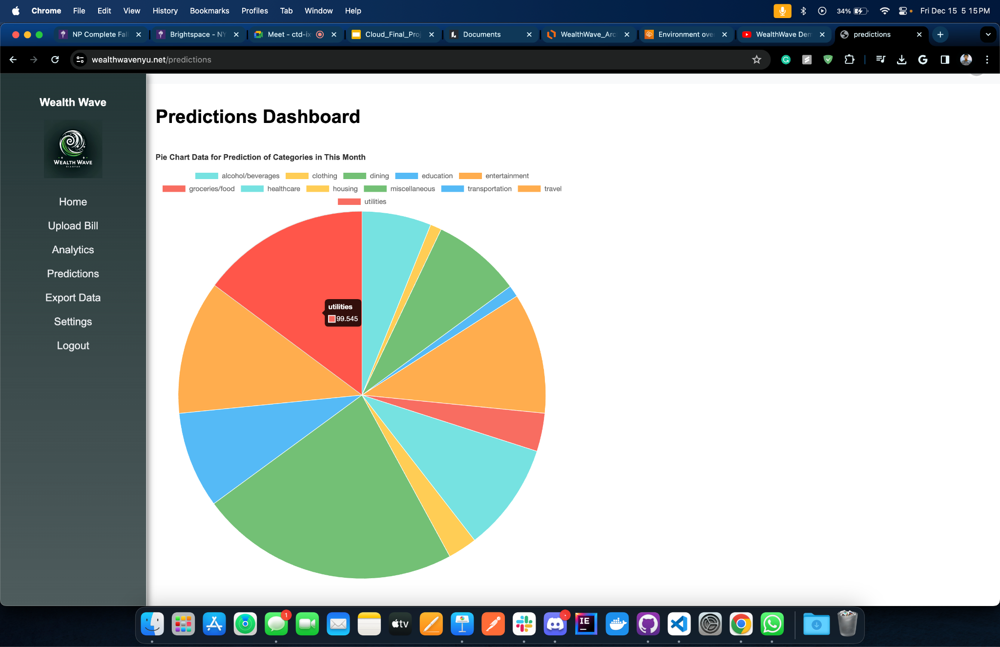 Chrome File Edit View History Bookmarks Profiles Tab Window Help 34% Fri Dec 15 5 15 PM
NP Complete Fal Brightspace - NY Meet - ctd-ix Cloud_Final_Proj Documents WealthWave_Arc Environment ove WealthWave Dem predictions
wealthwavenyu.net/predictions
Wealth Wave
WEALTH WAVE
Home
Upload Bill
Analytics
Predictions
Export Data
Settings
Logout
Predictions Dashboard
Pie Chart Data for Prediction of Categories in This Month
alcohol/beverages clothing dining education entertainment
groceries/food healthcare housing miscellaneous transportation travel
utilities
utilities
99.545
1
tv
IE